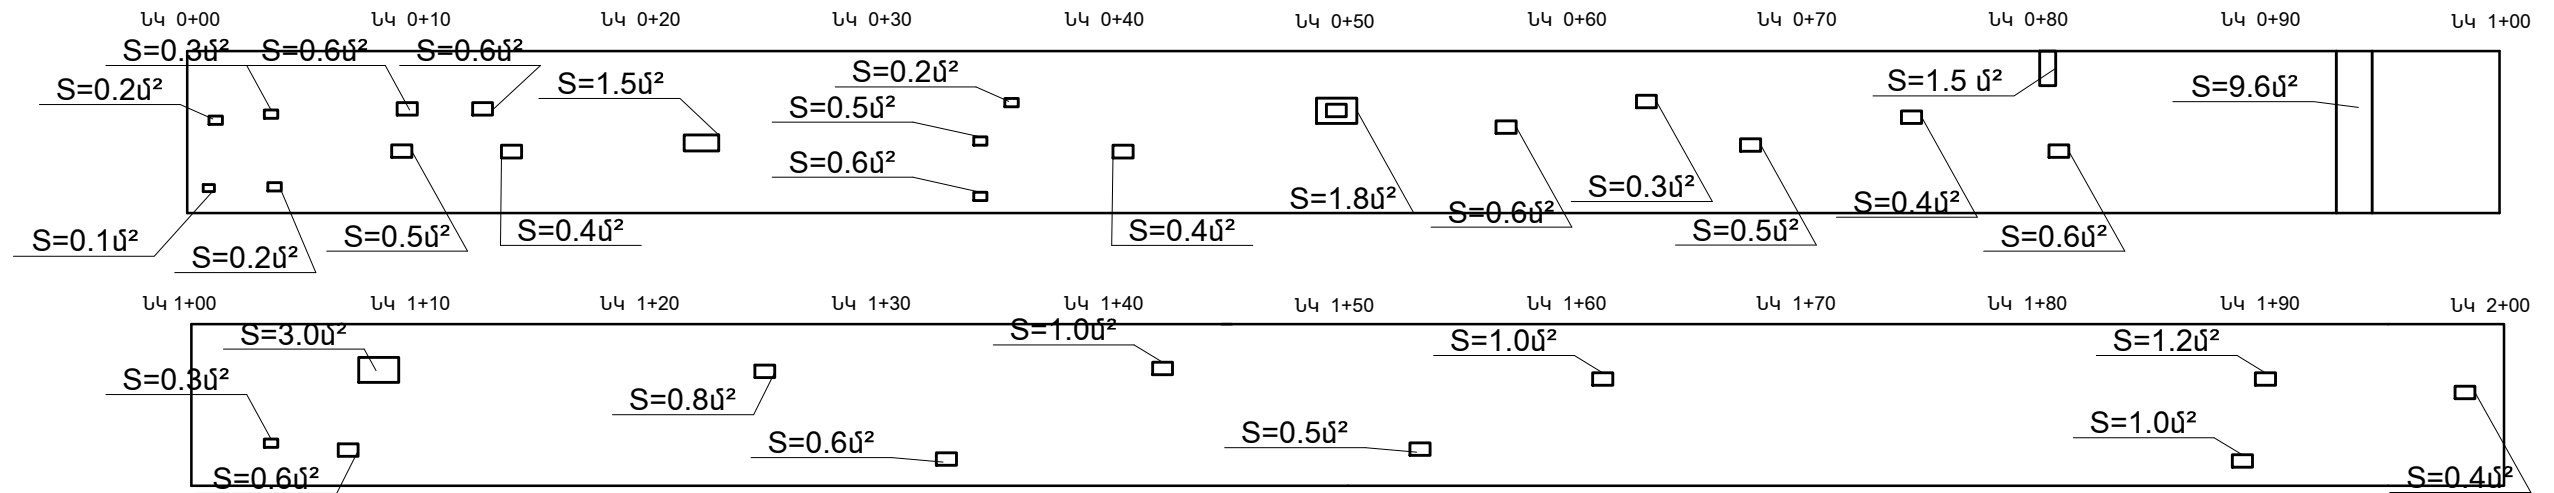 ՆԿ 0+00 ՆԿ 0+10 ՆԿ 0+20 ՆԿ 0+30 ՆԿ 0+40 ՆԿ 0+50 ՆԿ 0+60 ՆԿ 0+70 ՆԿ 0+80 ՆԿ 0+90 ՆԿ 1+00
S=0.3մ² S=0.6մ² S=0.6մ²
S=0.2մ² S=1.5մ² S=0.2մ² S=1.5 մ² S=9.6մ²
S=0.5մ²
S=0.6մ²
S=1.8մ² S=0.6մ² S=0.3մ² S=0.4մ²
S=0.1մ² S=0.2մ² S=0.5մ² S=0.4մ² S=0.4մ² S=0.5մ² S=0.6մ²
ՆԿ 1+00 ՆԿ 1+10 ՆԿ 1+20 ՆԿ 1+30 ՆԿ 1+40 ՆԿ 1+50 ՆԿ 1+60 ՆԿ 1+70 ՆԿ 1+80 ՆԿ 1+90 ՆԿ 2+00
S=3.0մ² S=1.0մ² S=1.0մ² S=1.2մ²
S=0.3մ² S=0.8մ²
S=0.6մ² S=0.5մ² S=1.0մ²
S=0.6մ² S=0.4մ²